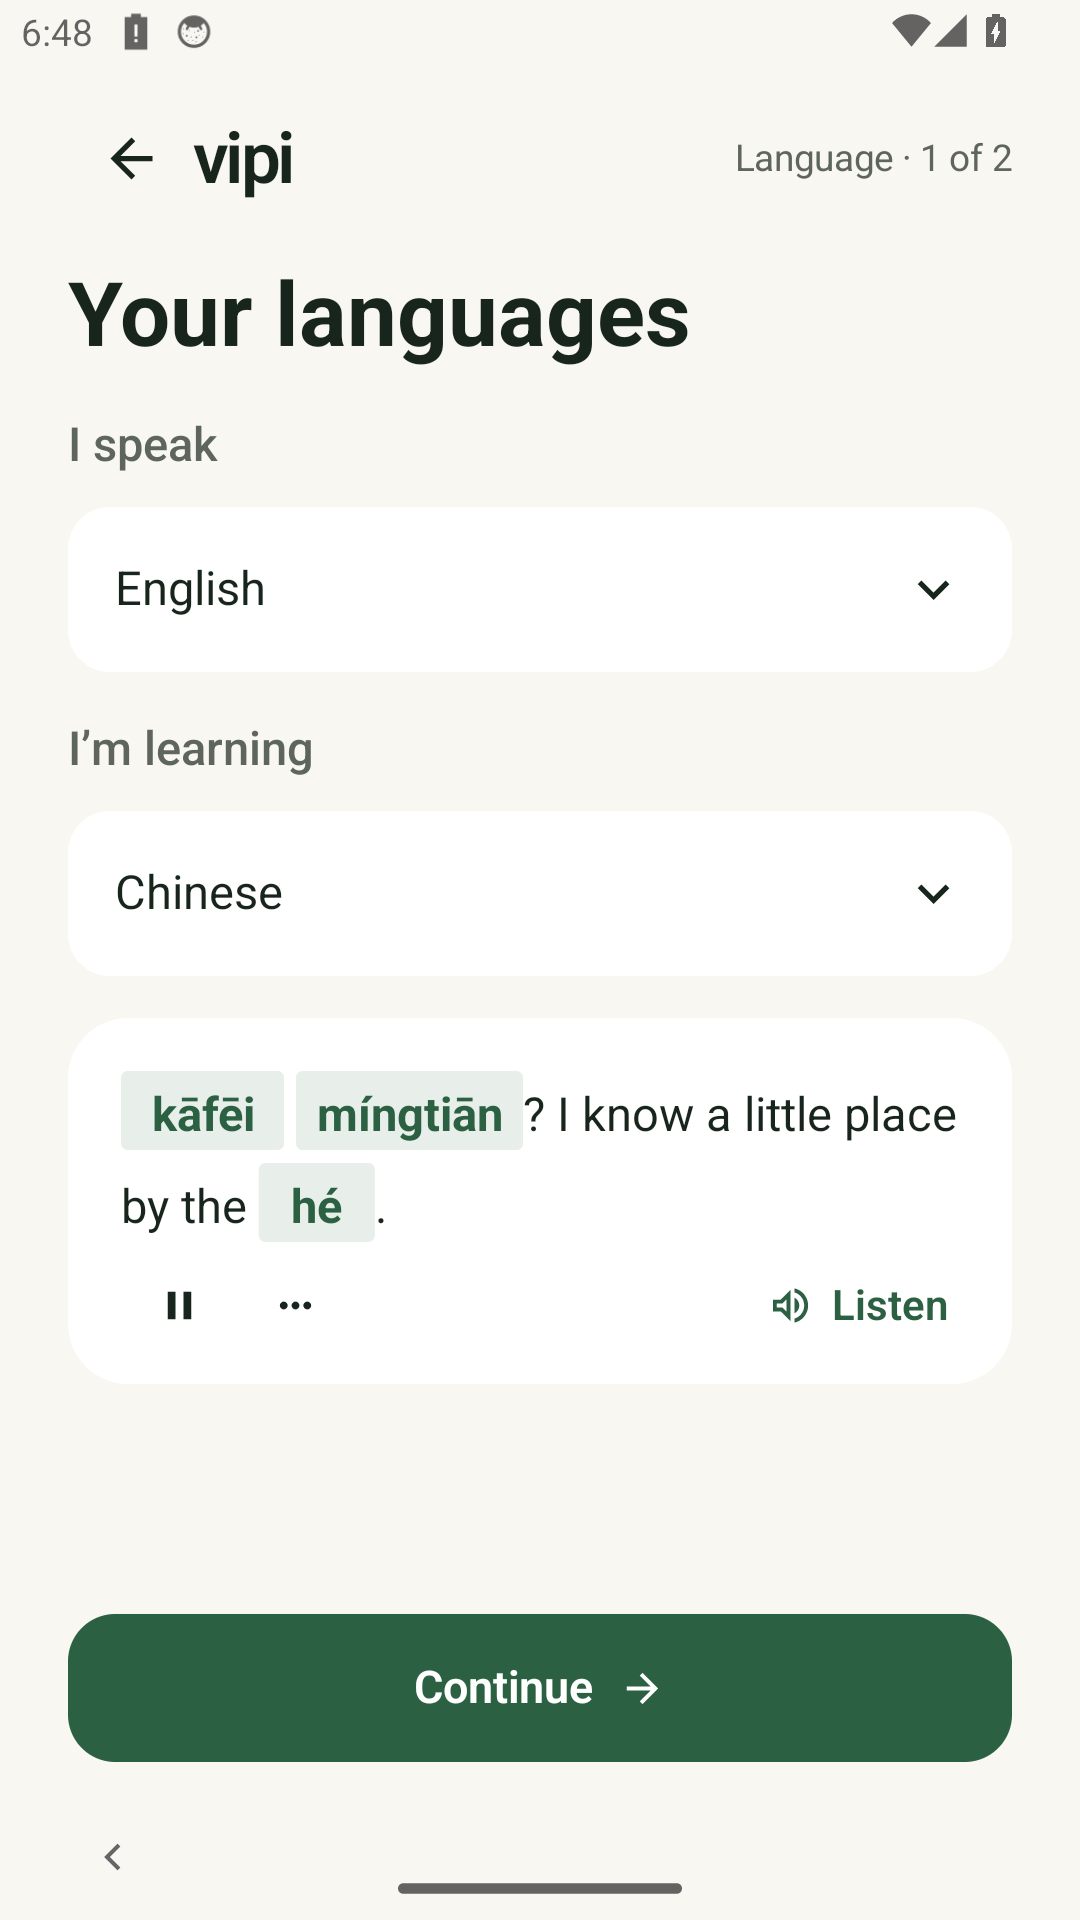 6:48
vipi
Language · 1 of 2
Your languages
I speak
English
I’m learning
Chinese
kāfēi míngtiān? I know a little place
by the hé.
Listen
Continue